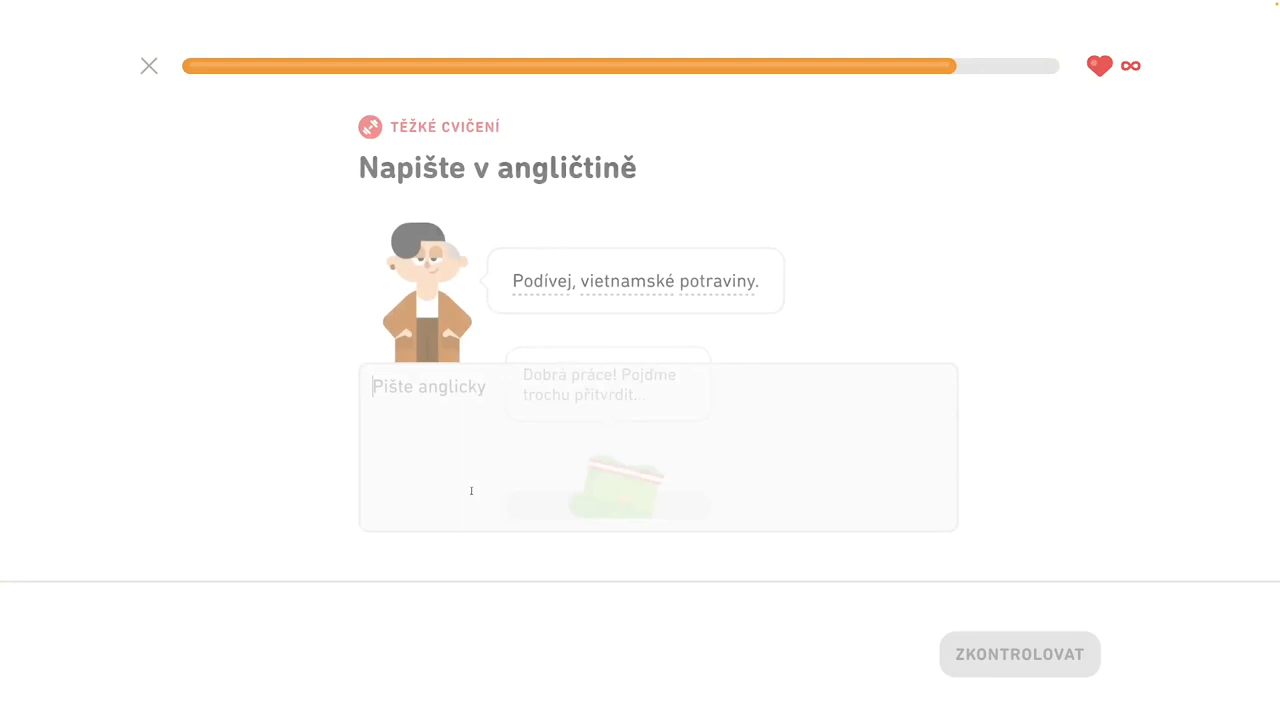 TĚŽKÉ CVIČENÍ
Napište v angličtině
Podívej, vietnamské potraviny.
Dobrá práce! Pojďme
trochu přitvrdit...
Pište anglicky
ZKONTROLOVAT